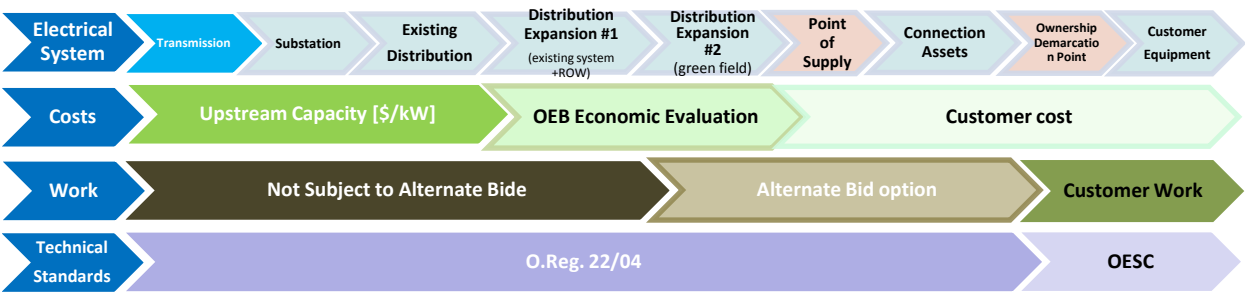 Electrical
System
Transmission
Substation
Existing
Distribution
Distribution
Expansion #1
(existing system
+ROW)
Distribution
Expansion
#2
(green field)
Point
of
Supply
Connection
Assets
Ownership
Demarcatio
n Point
Customer
Equipment
Costs
Upstream Capacity [$/kW]
OEB Economic Evaluation
Customer cost
Work
Not Subject to Alternate Bide
Alternate Bid option
Customer Work
Technical
Standards
O.Reg. 22/04
OESC